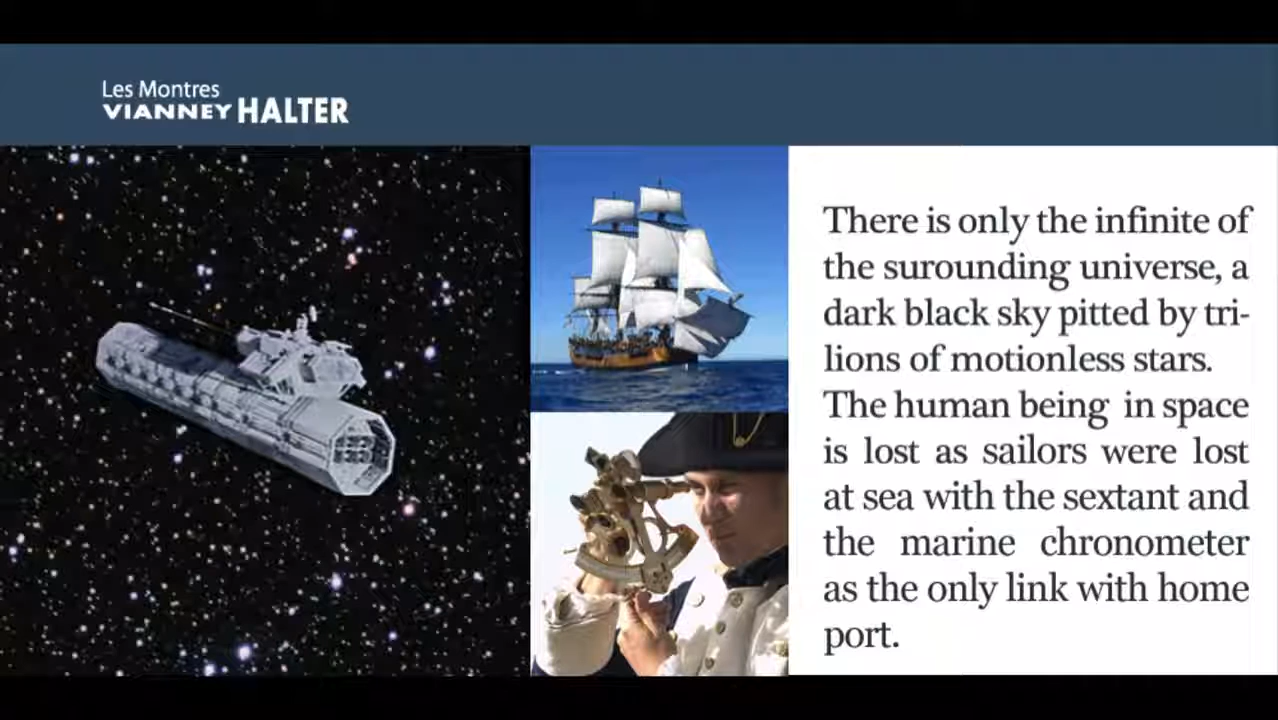 Les Montres
VIANNEY HALTER
There is only the infinite of
the surounding universe, a
dark black sky pitted by tri-
lions of motionless stars.
The human being in space
is lost as sailors were lost
at sea with the sextant and
the marine chronometer
as the only link with home
port.